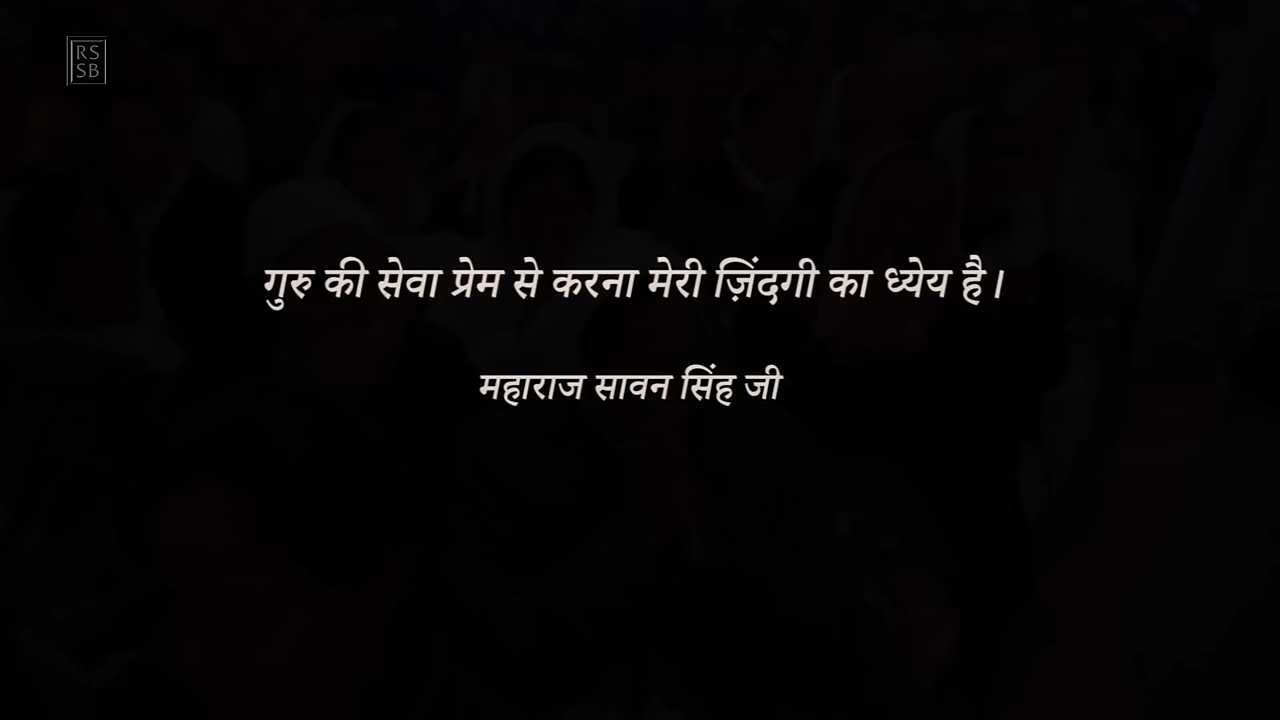 RS
SB
गुरु की सेवा प्रेम से करना मेरी ज़िंदगी का ध्येय है।
महाराज सावन सिंह जी